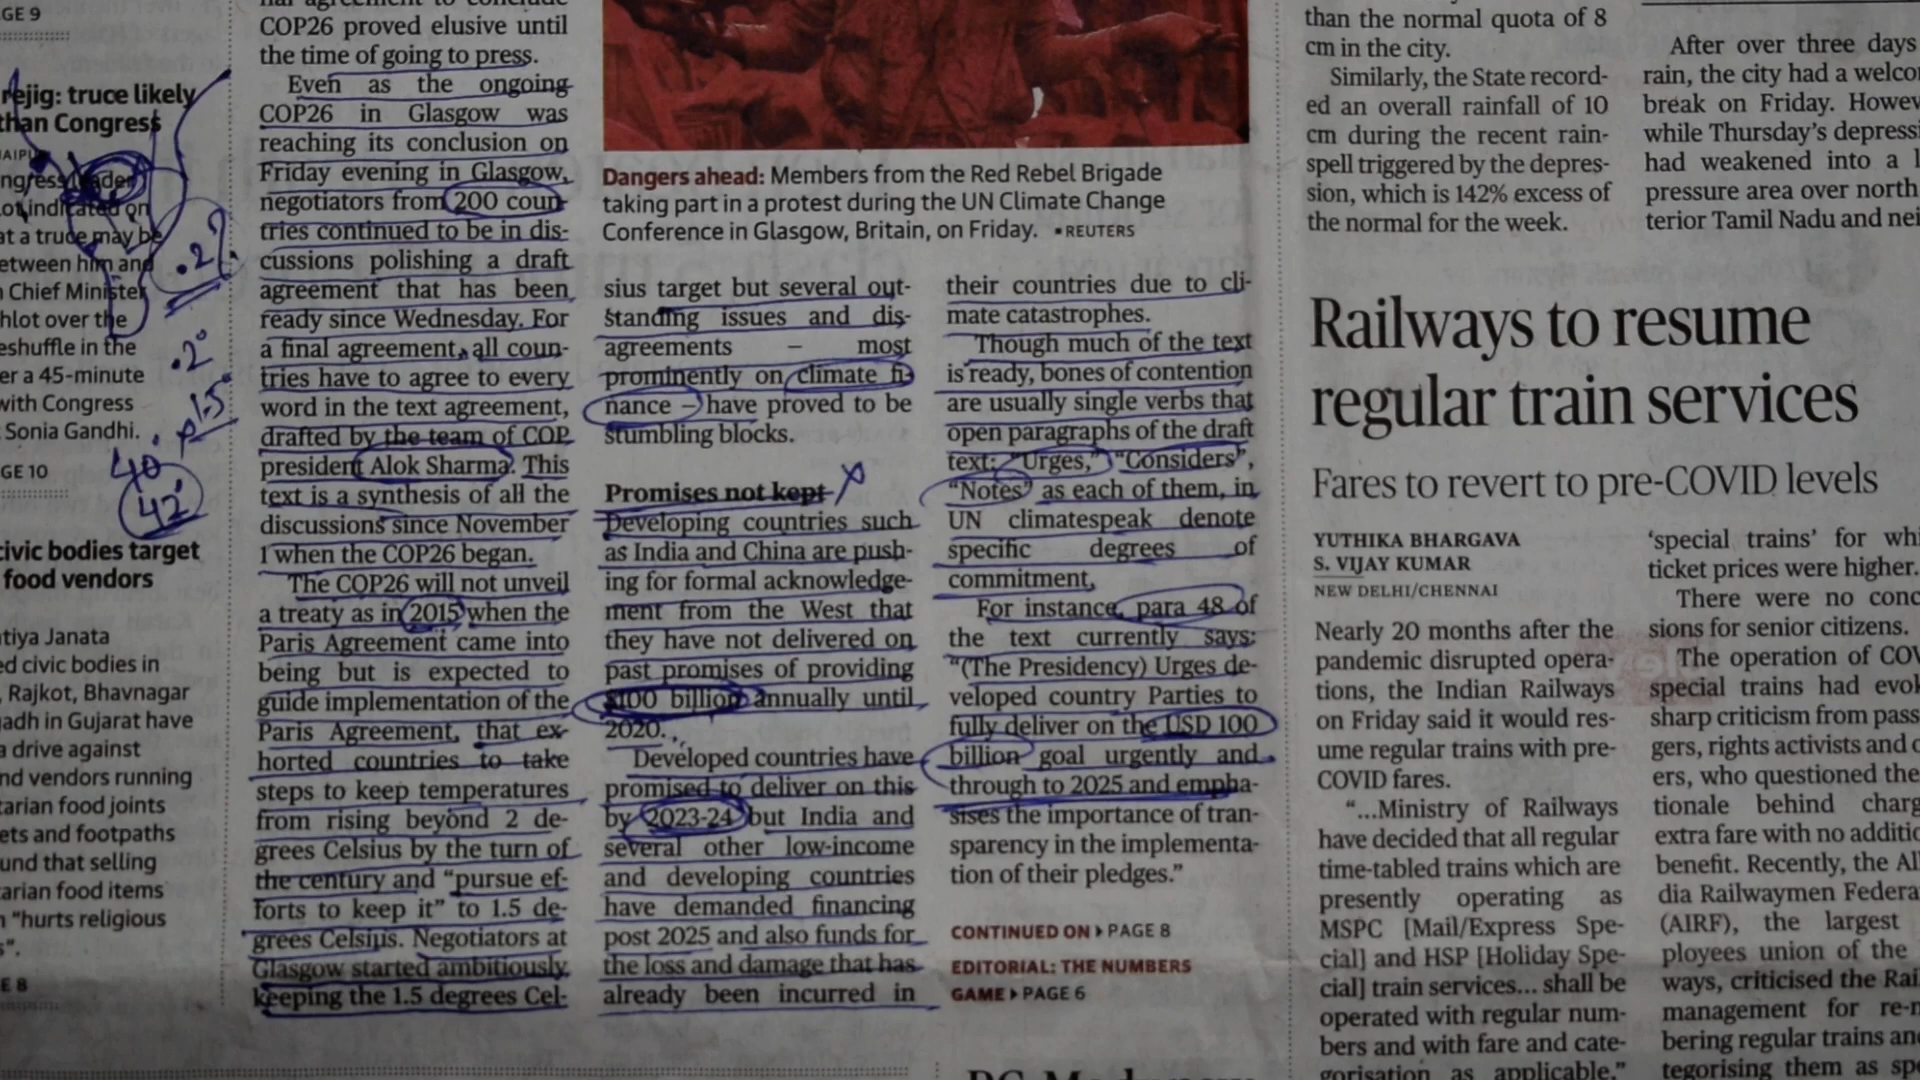 GE 9
rejig: truce likely
than Congress
JAIPU
ngress leader
lot indicated on
at a truce may be
etween him and
Chief Minister
hlot over the
eshuffle in the
er a 45-minute
with Congress
Sonia Gandhi.
GE 10
civic bodies target
food vendors
tiya Janata
ed civic bodies in
, Rajkot, Bhavnagar
adh in Gujarat have
a drive against
nd vendors running
tarian food joints
ets and footpaths
und that selling
tarian food items
"hurts religious
s".
E 8
.2°
.2°
1.5°
40
42
COP26 proved elusive until
the time of going to press.
Even as the ongoing
COP26 in Glasgow was
reaching its conclusion on
Friday evening in Glasgow,
negotiators from 200 coun-
tries continued to be in dis-
cussions polishing a draft
agreement that has been
ready since Wednesday. For
a final agreement, all coun-
tries have to agree to every
word in the text agreement,
drafted by the team of COP
president Alok Sharma. This
text is a synthesis of all the
discussions since November
1 when the COP26 began.
The COP26 will not unveil
a treaty as in 2015 when the
Paris Agreement came into
being but is expected to
guide implementation of the
Paris Agreement, that ex-
horted countries to take
steps to keep temperatures
from rising beyond 2 de-
grees Celsius by the turn of
the century and "pursue ef-
forts to keep it" to 1.5 de-
grees Celsius. Negotiators at
Glasgow started ambitiously
keeping the 1.5 degrees Cel-
Dangers ahead: Members from the Red Rebel Brigade
taking part in a protest during the UN Climate Change
Conference in Glasgow, Britain, on Friday. ▪ REUTERS
sius target but several out-
standing issues and dis-
agreements – most
prominently on climate fi-
nance – have proved to be
stumbling blocks.
Promises not kept
Developing countries such
as India and China are push-
ing for formal acknowledge-
ment from the West that
they have not delivered on
past promises of providing
$100 billion annually until
2020.
Developed countries have
promised to deliver on this
by 2023-24 but India and
several other low-income
and developing countries
have demanded financing
post 2025 and also funds for
the loss and damage that has
already been incurred in
their countries due to cli-
mate catastrophes.
Though much of the text
is ready, bones of contention
are usually single verbs that
open paragraphs of the draft
text: "Urges," "Considers",
"Notes" as each of them, in
UN climatespeak denote
specific degrees of
commitment.
For instance, para 48 of
the text currently says:
"(The Presidency) Urges de-
veloped country Parties to
fully deliver on the USD 100
billion goal urgently and
through to 2025 and empha-
sises the importance of tran-
sparency in the implementa-
tion of their pledges."
CONTINUED ON ▸ PAGE 8
EDITORIAL: THE NUMBERS
GAME ▸ PAGE 6
than the normal quota of 8
cm in the city.
Similarly, the State record-
ed an overall rainfall of 10
cm during the recent rain-
spell triggered by the depres-
sion, which is 142% excess of
the normal for the week.
After over three days
rain, the city had a welco
break on Friday. Howev
while Thursday's depressi
had weakened into a l
pressure area over north
terior Tamil Nadu and nei
Railways to resume
regular train services
Fares to revert to pre-COVID levels
YUTHIKA BHARGAVA
S. VIJAY KUMAR
NEW DELHI/CHENNAI
Nearly 20 months after the
pandemic disrupted opera-
tions, the Indian Railways
on Friday said it would res-
ume regular trains with pre-
COVID fares.
"...Ministry of Railways
have decided that all regular
time-tabled trains which are
presently operating as
MSPC [Mail/Express Spe-
cial] and HSP [Holiday Spe-
cial] train services... shall be
operated with regular num-
bers and with fare and cate-
gorisation as applicable,"
'special trains' for whi
ticket prices were higher.
There were no conc
sions for senior citizens.
The operation of COV
special trains had evok
sharp criticism from pass
gers, rights activists and c
ers, who questioned the
tionale behind charg
extra fare with no additio
benefit. Recently, the Al
dia Railwaymen Federa
(AIRF), the largest
ployees union of the
ways, criticised the Rai
management for re-n
bering regular trains and
tegorising them as spe